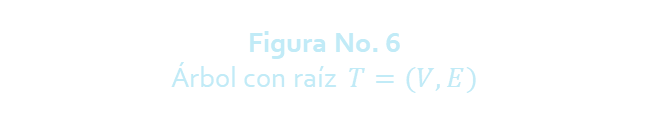 Figura No. 6
Árbol con raíz 𝑇 = (𝑉, 𝐸)